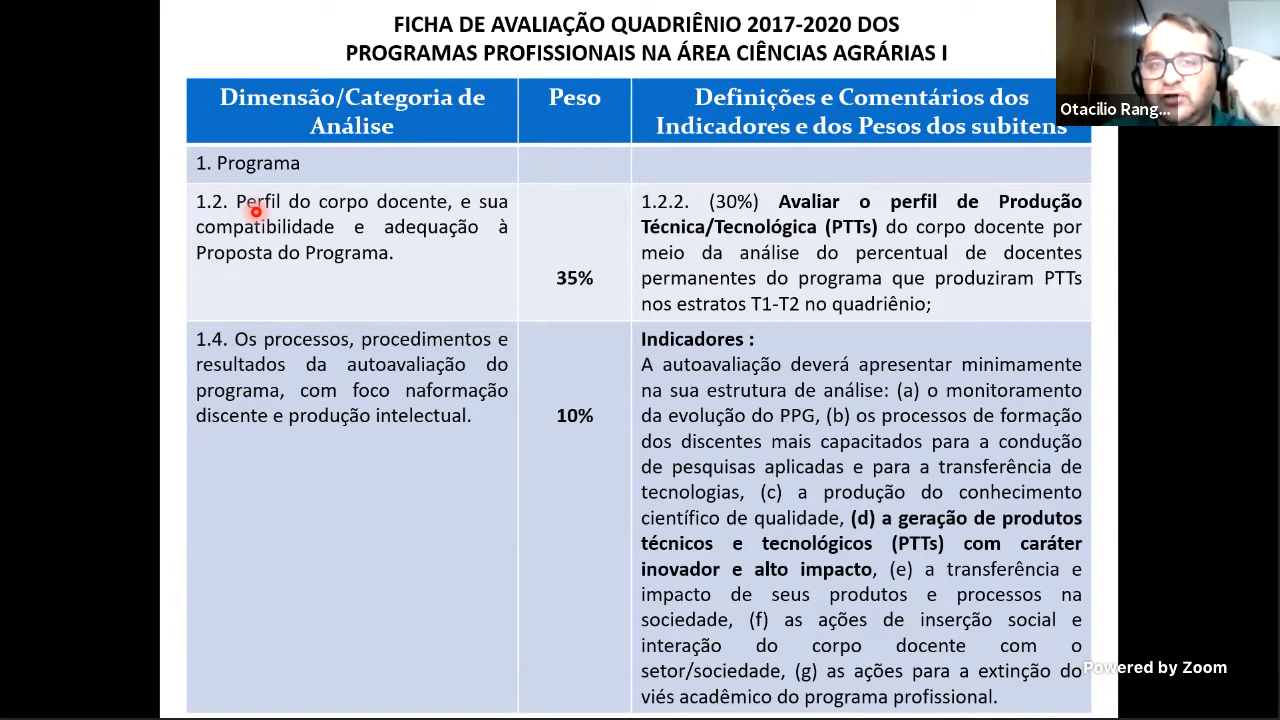 FICHA DE AVALIAÇÃO QUADRIÊNIO 2017-2020 DOS
PROGRAMAS PROFISSIONAIS NA ÁREA CIÊNCIAS AGRÁRIAS I
Otacilio Rang...
Dimensão/Categoria de
Análise
Peso
Definições e Comentários dos
Indicadores e dos Pesos dos subitens
1. Programa
1.2. Perfil do corpo docente, e sua
compatibilidade e adequação à
Proposta do Programa.
35%
1.2.2. (30%) Avaliar o perfil de Produção
Técnica/Tecnológica (PTTs) do corpo docente por
meio da análise do percentual de docentes
permanentes do programa que produziram PTTs
nos estratos T1-T2 no quadriênio;
1.4. Os processos, procedimentos e
resultados da autoavaliação do
programa, com foco naformação
discente e produção intelectual.
10%
Indicadores :
A autoavaliação deverá apresentar minimamente
na sua estrutura de análise: (a) o monitoramento
da evolução do PPG, (b) os processos de formação
dos discentes mais capacitados para a condução
de pesquisas aplicadas e para a transferência de
tecnologias, (c) a produção do conhecimento
científico de qualidade, (d) a geração de produtos
técnicos e tecnológicos (PTTs) com caráter
inovador e alto impacto, (e) a transferência e
impacto de seus produtos e processos na
sociedade, (f) as ações de inserção social e
interação do corpo docente com o
setor/sociedade, (g) as ações para a extinção do
viés acadêmico do programa profissional.
Powered by Zoom